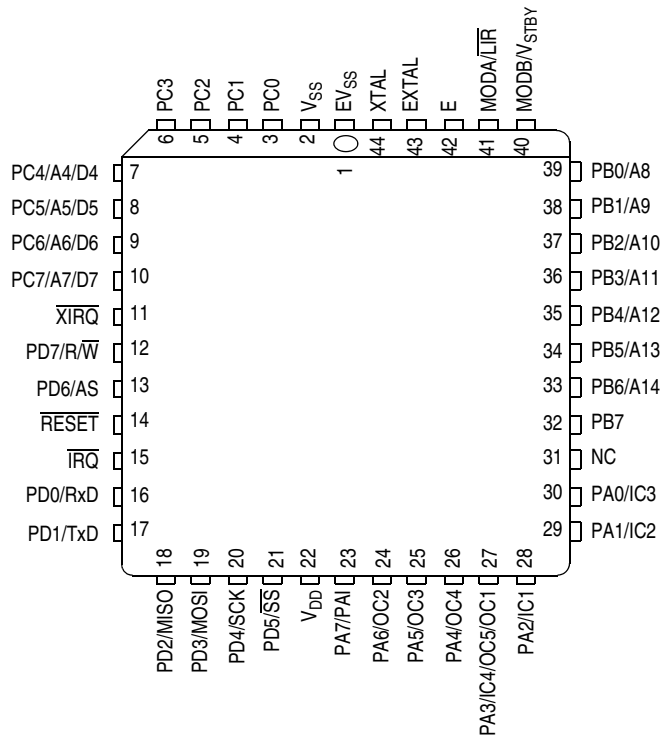 PC3
PC2
PC1
PC0
VSS
EVSS
XTAL
EXTAL
E
MODA/LIR
MODB/VSTBY
6
5
4
3
2
1
44
43
42
41
40
PC4/A4/D4 7
PC5/A5/D5 8
PC6/A6/D6 9
PC7/A7/D7 10
XIRQ 11
PD7/R/W 12
PD6/AS 13
RESET 14
IRQ 15
PD0/RxD 16
PD1/TxD 17
39 PB0/A8
38 PB1/A9
37 PB2/A10
36 PB3/A11
35 PB4/A12
34 PB5/A13
33 PB6/A14
32 PB7
31 NC
30 PA0/IC3
29 PA1/IC2
18
19
20
21
22
23
24
25
26
27
28
PD2/MISO
PD3/MOSI
PD4/SCK
PD5/SS
VDD
PA7/PAI
PA6/OC2
PA5/OC3
PA4/OC4
PA3/IC4/OC5/OC1
PA2/IC1